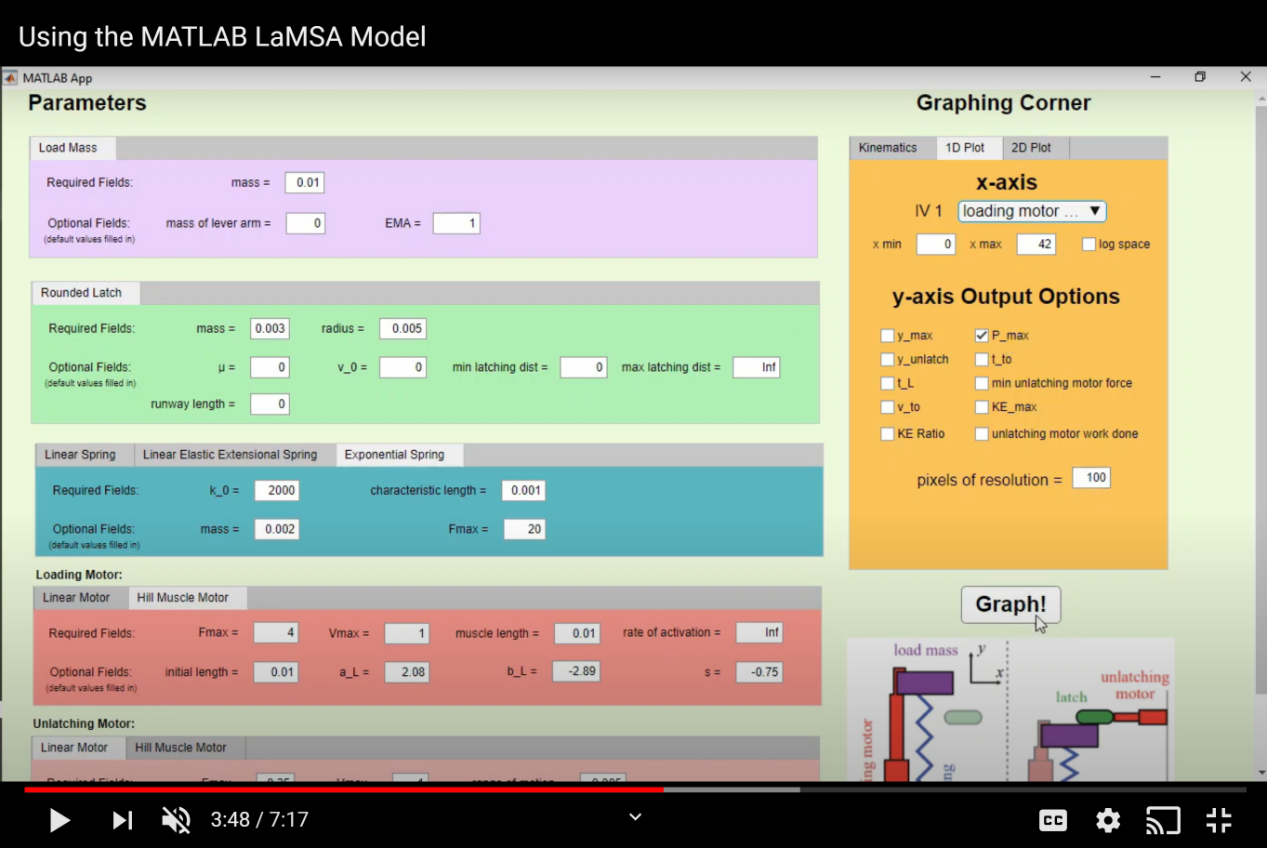 Using the MATLAB LaMSA Model
MATLAB App
Parameters
Load Mass
Required Fields: mass = 0.01
Optional Fields: mass of lever arm = 0 EMA = 1
(default values filled in)
Rounded Latch
Required Fields: mass = 0.003 radius = 0.005
Optional Fields: μ = 0 v_0 = 0 min latching dist = 0 max latching dist = Inf
(default values filled in)
runway length = 0
Linear Spring Linear Elastic Extensional Spring Exponential Spring
Required Fields: k_0 = 2000 characteristic length = 0.001
Optional Fields: mass = 0.002 Fmax = 20
(default values filled in)
Loading Motor:
Linear Motor Hill Muscle Motor
Required Fields: Fmax = 4 Vmax = 1 muscle length = 0.01 rate of activation = Inf
Optional Fields: initial length = 0.01 a_L = 2.08 b_L = -2.89 s = -0.75
(default values filled in)
Unlatching Motor:
Linear Motor Hill Muscle Motor
Graphing Corner
Kinematics 1D Plot 2D Plot
x-axis
IV 1 loading motor ... ▼
x min 0 x max 42 log space
y-axis Output Options
y_max P_max
y_unlatch t_to
t_L min unlatching motor force
v_to KE_max
KE Ratio unlatching motor work done
pixels of resolution = 100
Graph!
load mass y
x
unlatching
motor
latch
ing motor
ng
3:48 / 7:17
CC